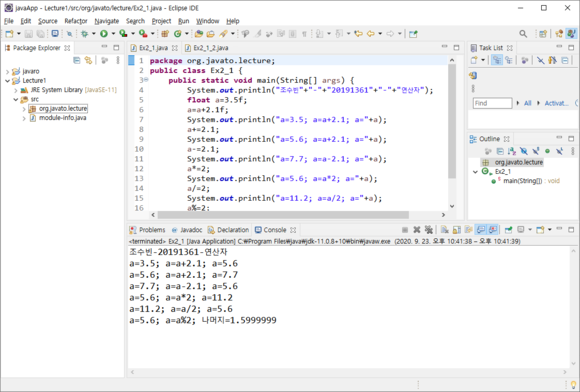 javaApp - Lecture1/src/org/javato/lecture/Ex2_1.java - Eclipse IDE
File Edit Source Refactor Navigate Search Project Run Window Help
Package Explorer
javaro
Lecture1
JRE System Library [JavaSE-11]
src
org.javato.lecture
module-info.java
Ex2_1.java
Ex2_1_2.java
1 package org.javato.lecture;
2 public class Ex2_1 {
3 public static void main(String[] args) {
4 System.out.println("조수빈"+"-"+"20191361"+"-"+"연산자");
5 float a=3.5f;
6 a=a+2.1f;
7 System.out.println("a=3.5; a=a+2.1; a="+a);
8 a+=2.1;
9 System.out.println("a=5.6; a=a+2.1; a="+a);
10 a-=2.1;
11 System.out.println("a=7.7; a=a-2.1; a="+a);
12 a*=2;
13 System.out.println("a=5.6; a=a*2; a="+a);
14 a/=2;
15 System.out.println("a=11.2; a=a/2; a="+a);
16 a%=2;
Task List
Find
All
Activat...
Outline
org.javato.lecture
Ex2_1
main(String[]) : void
Problems
Javadoc
Declaration
Console
<terminated> Ex2_1 [Java Application] C:₩Program Files₩Java₩jdk-11.0.8+10₩bin₩javaw.exe (2020. 9. 23. 오후 10:41:38 – 오후 10:41:39)
조수빈-20191361-연산자
a=3.5; a=a+2.1; a=5.6
a=5.6; a=a+2.1; a=7.7
a=7.7; a=a-2.1; a=5.6
a=5.6; a=a*2; a=11.2
a=11.2; a=a/2; a=5.6
a=5.6; a=a%2; 나머지=1.5999999